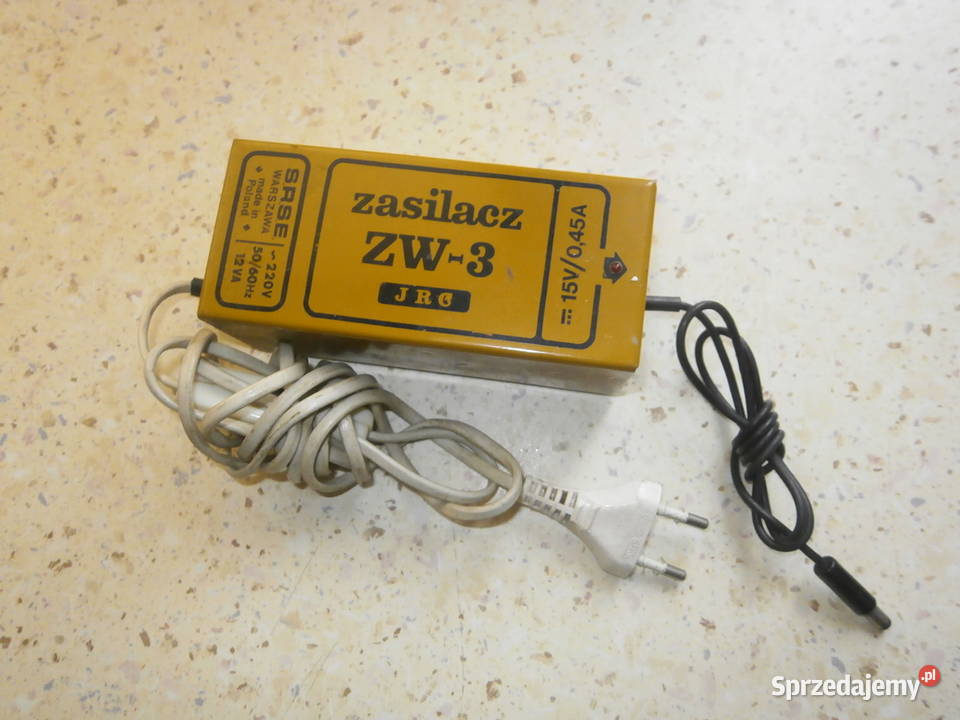 SRSE
WARSZAWA
◆ made in ◆
Poland
~220V
50/60Hz
12VA
zasilacz
ZW-3
JRC
⎓ 15V/0,45A
Sprzedajemy.pl